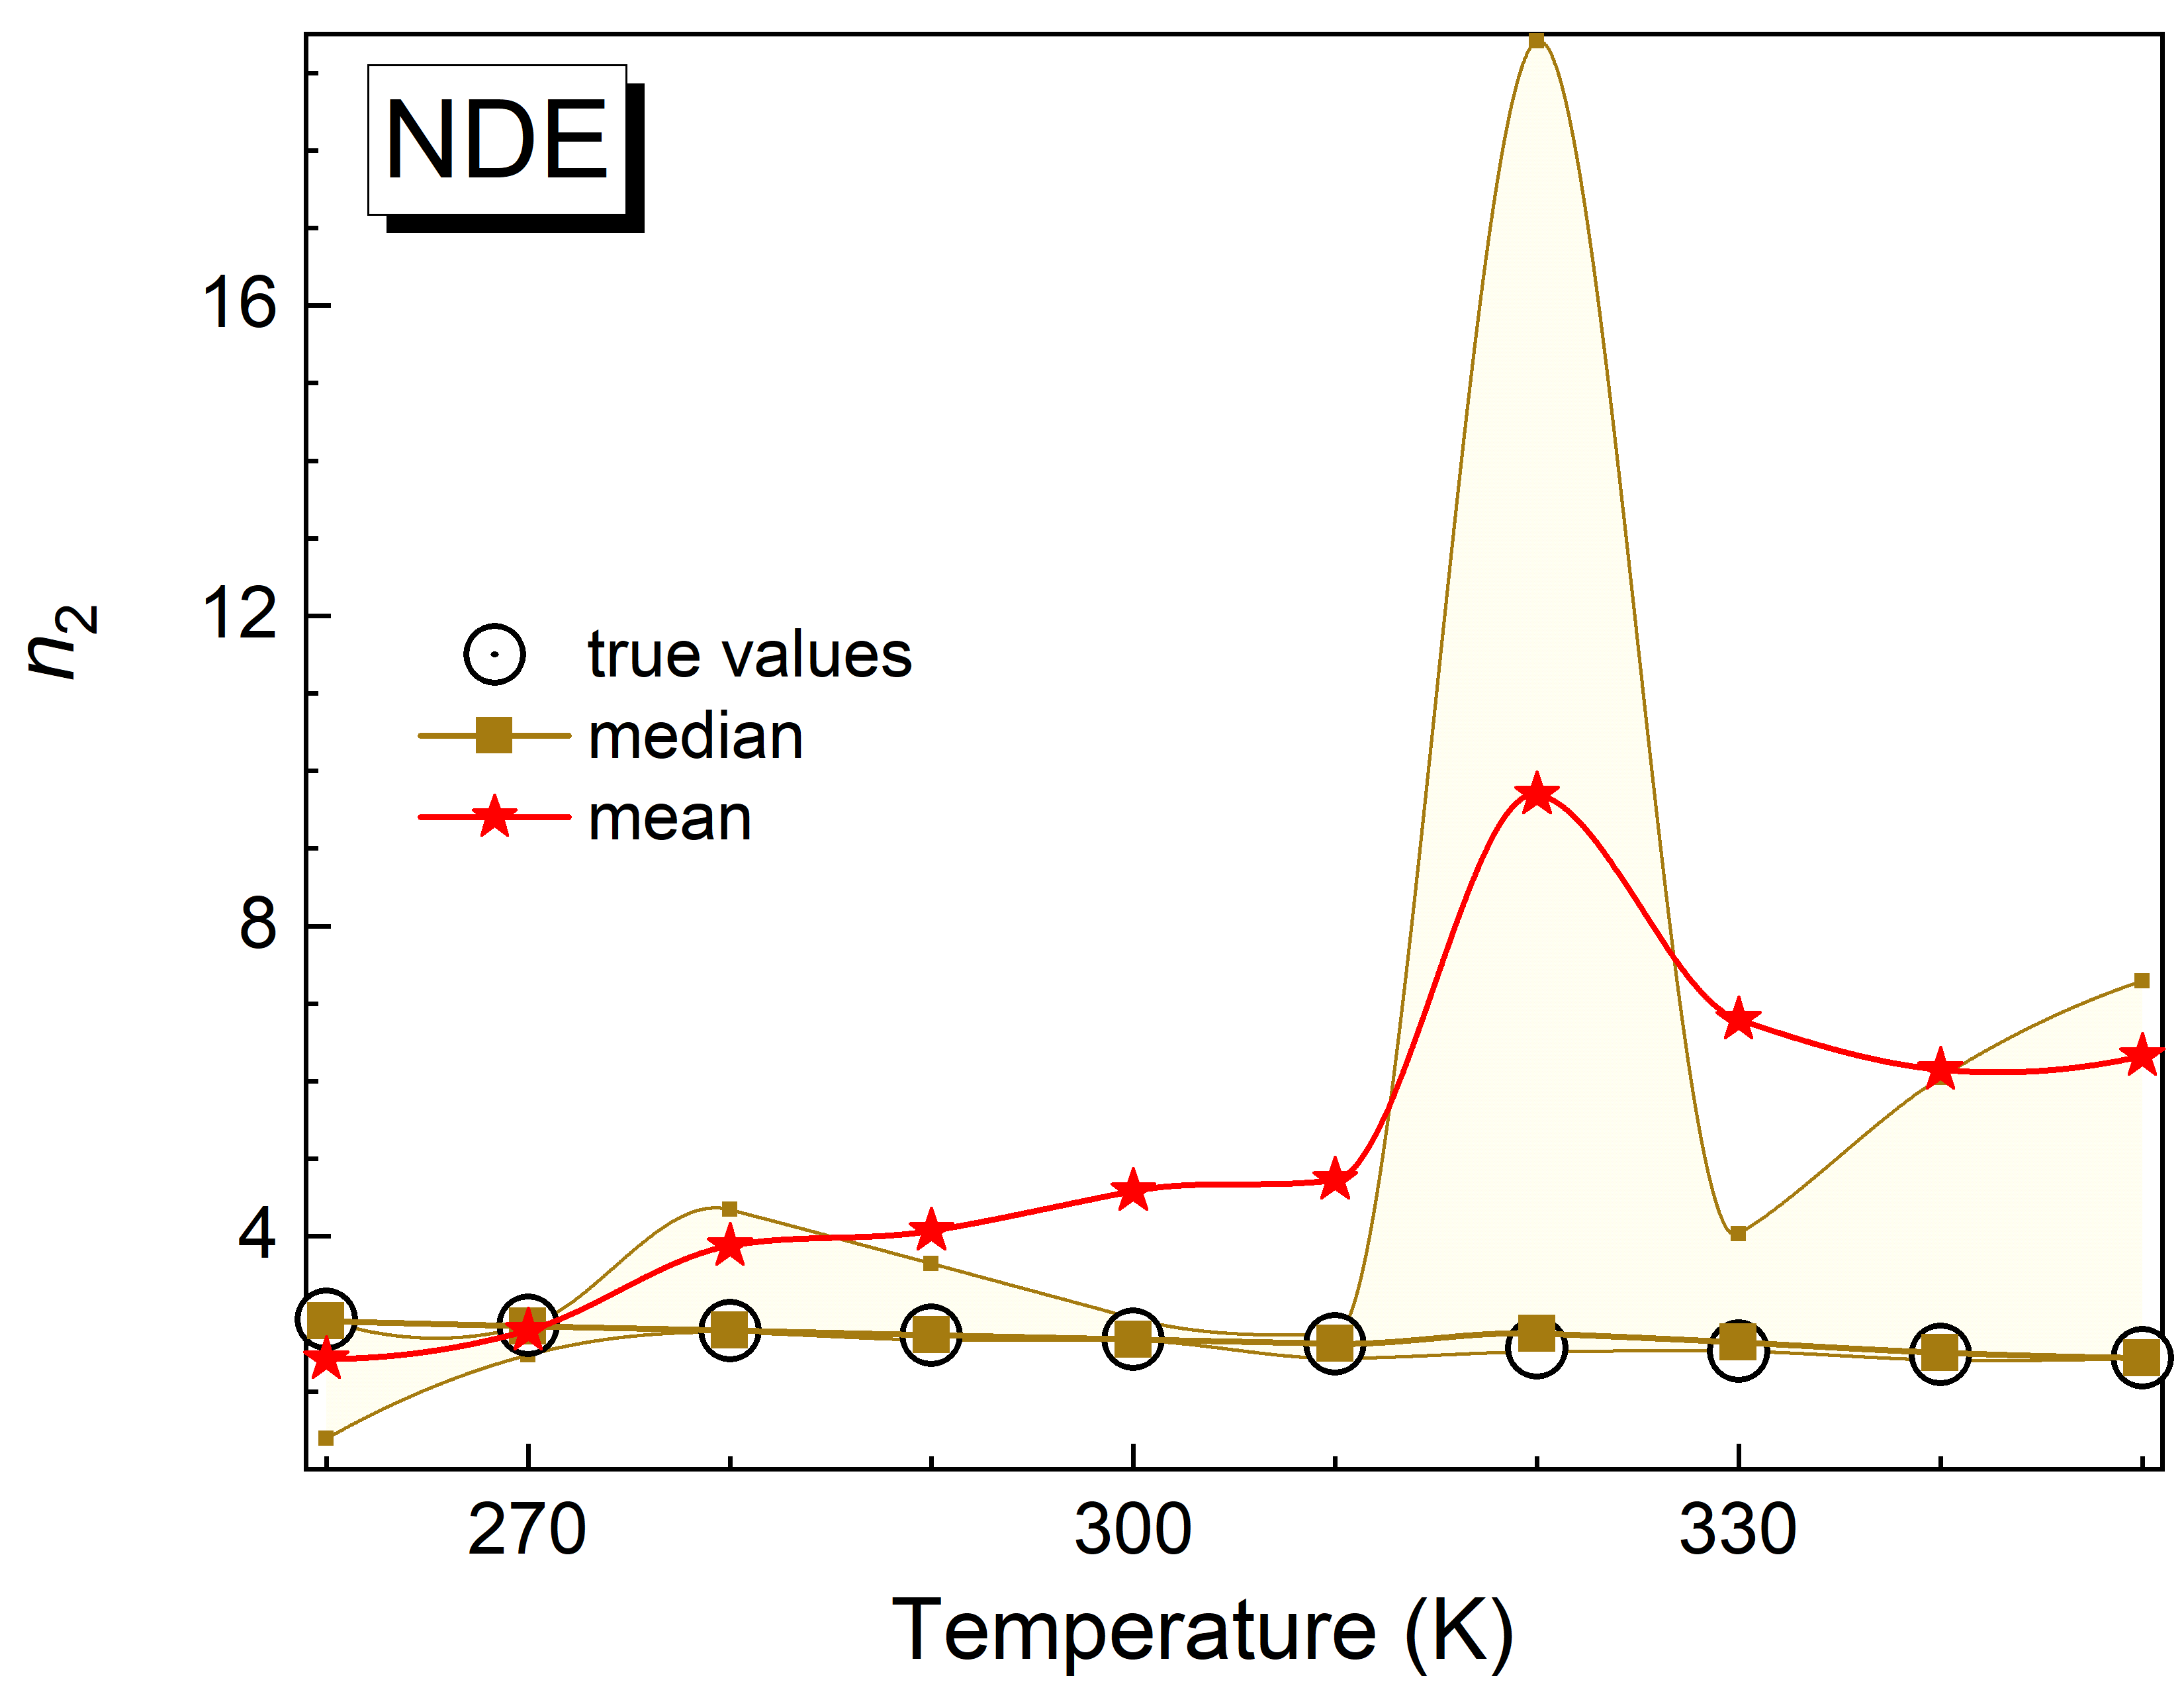 NDE
16
12
8
4
n2
true values
median
mean
270
300
330
Temperature (K)